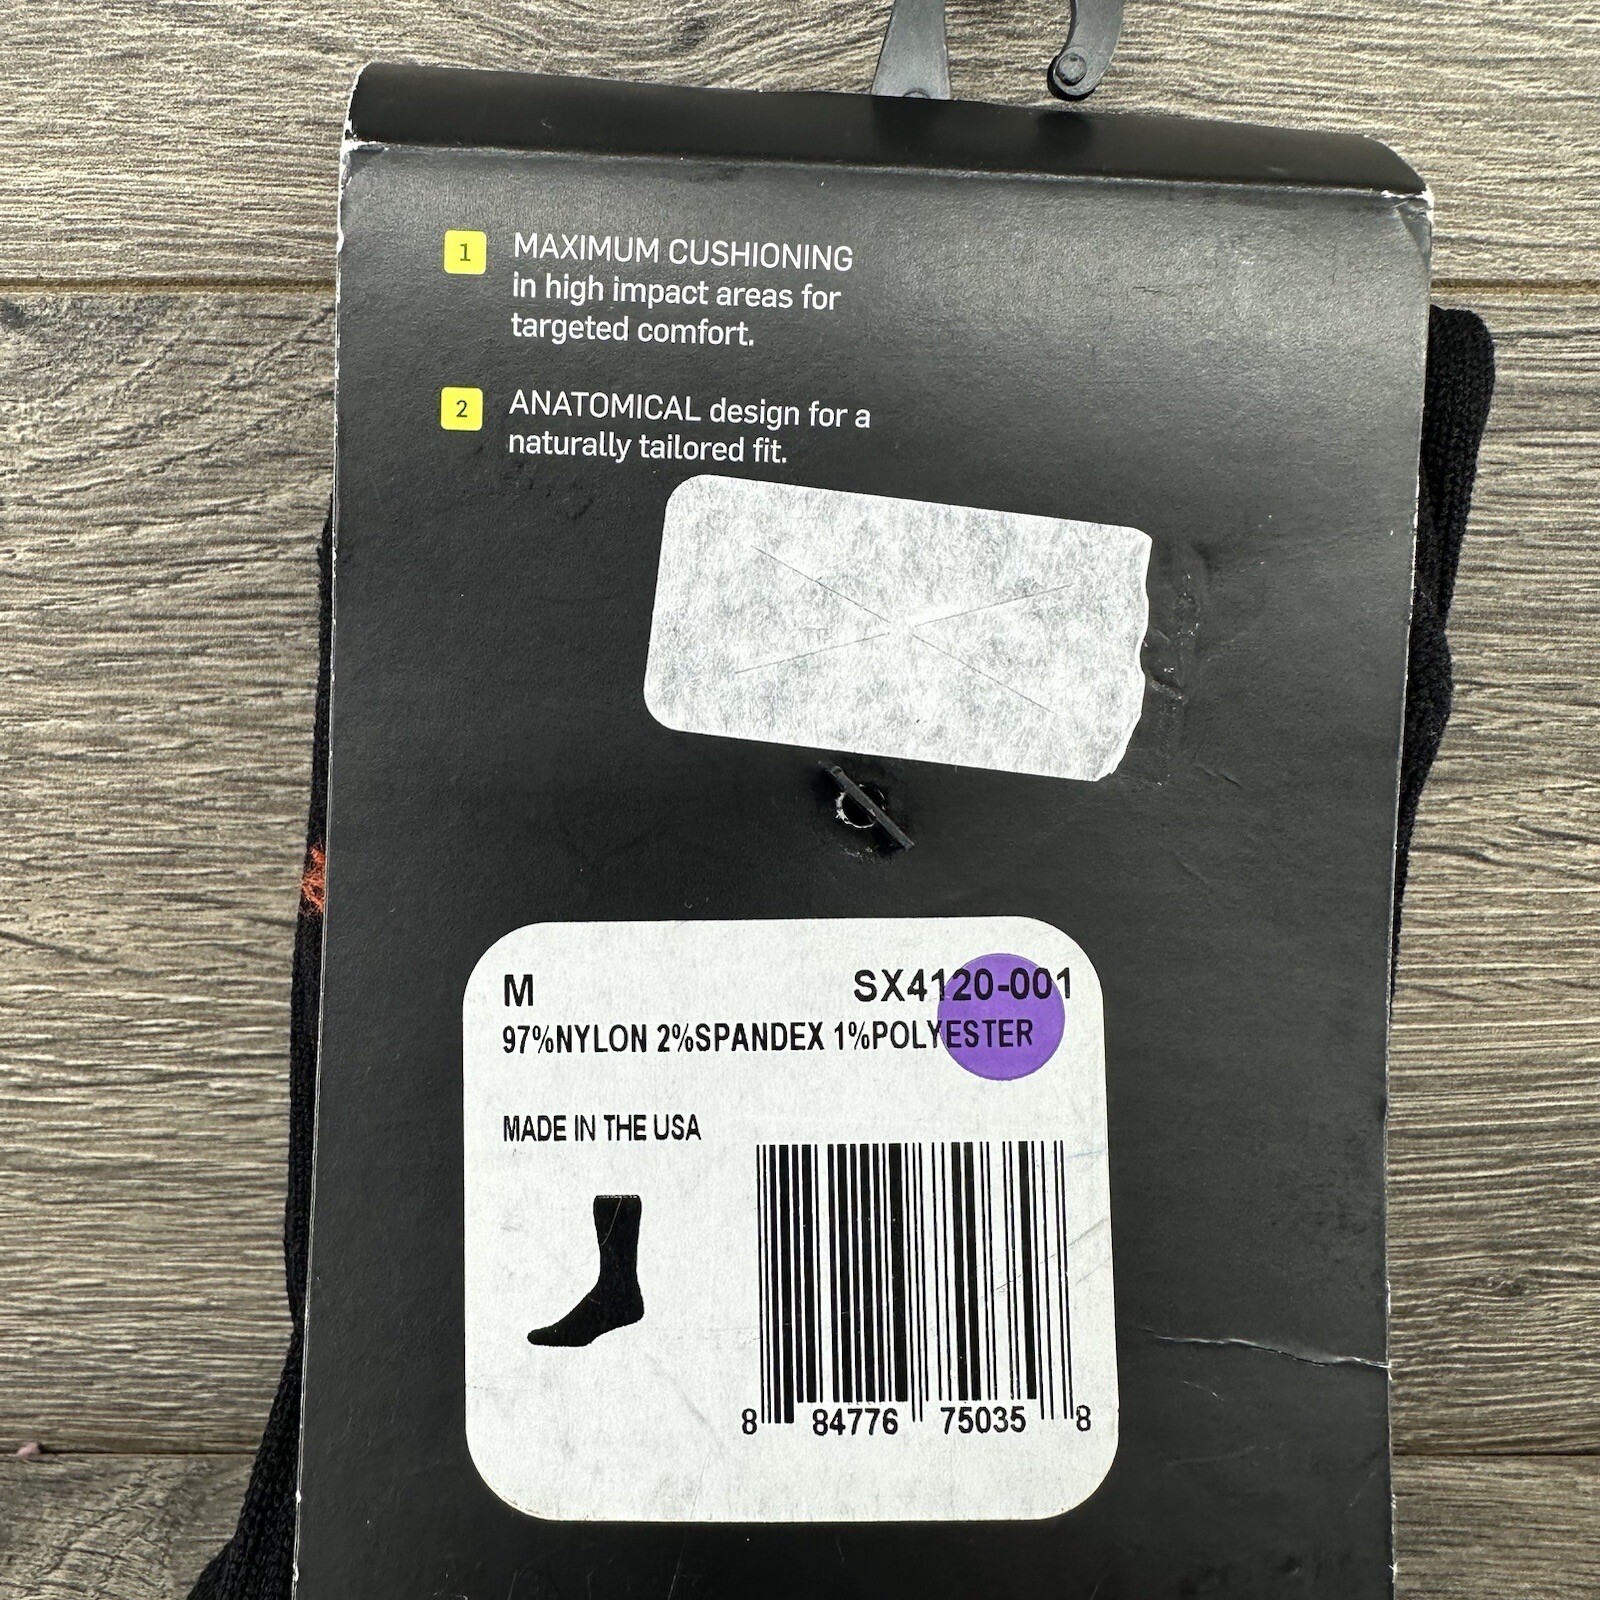 1 MAXIMUM CUSHIONING
in high impact areas for
targeted comfort.
2 ANATOMICAL design for a
naturally tailored fit.
M SX4120-001
97%NYLON 2%SPANDEX 1%POLYESTER
MADE IN THE USA
8 84776 75035 8